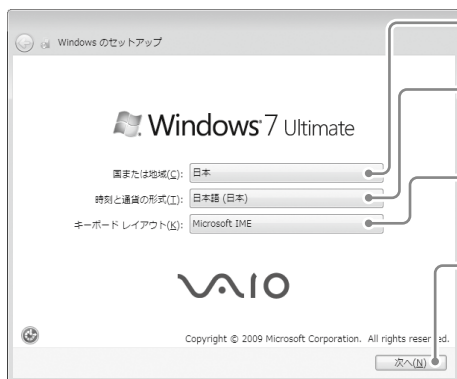 Windows のセットアップ
Windows 7 Ultimate
国または地域(C): 日本
時刻と通貨の形式(T): 日本語 (日本)
キーボード レイアウト(K): Microsoft IME
VAIO
Copyright © 2009 Microsoft Corporation. All rights reserved.
次へ(N)